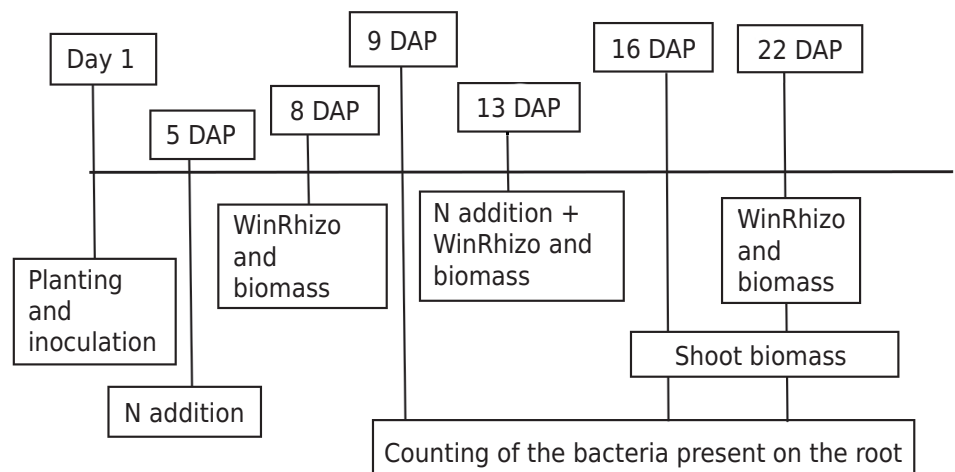 Day 1
5 DAP
8 DAP
9 DAP
13 DAP
16 DAP
22 DAP
Planting
and
inoculation
N addition
WinRhizo
and
biomass
N addition +
WinRhizo and
biomass
WinRhizo
and
biomass
Shoot biomass
Counting of the bacteria present on the root